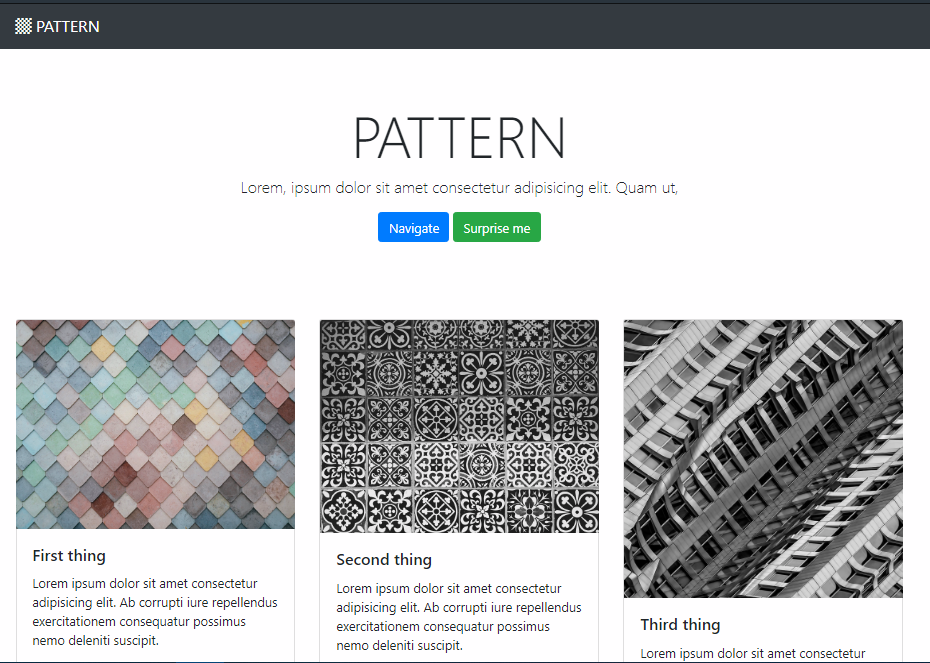 PATTERN
PATTERN
Lorem, ipsum dolor sit amet consectetur adipisicing elit. Quam ut,
Navigate
Surprise me
First thing
Lorem ipsum dolor sit amet consectetur
adipisicing elit. Ab corrupti iure repellendus
exercitationem consequatur possimus
nemo deleniti suscipit.
Second thing
Lorem ipsum dolor sit amet consectetur
adipisicing elit. Ab corrupti iure repellendus
exercitationem consequatur possimus
nemo deleniti suscipit.
Third thing
Lorem ipsum dolor sit amet consectetur